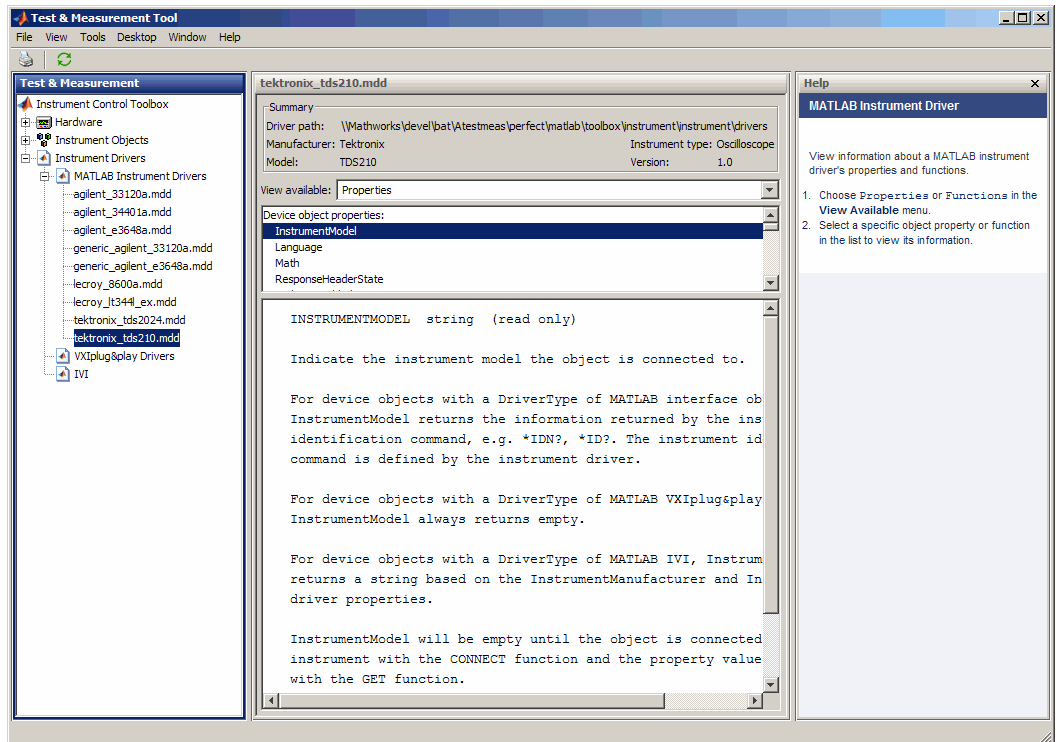 Test & Measurement Tool
File View Tools Desktop Window Help
Test & Measurement
Instrument Control Toolbox
Hardware
Instrument Objects
Instrument Drivers
MATLAB Instrument Drivers
agilent_33120a.mdd
agilent_34401a.mdd
agilent_e3648a.mdd
generic_agilent_33120a.mdd
generic_agilent_e3648a.mdd
lecroy_8600a.mdd
lecroy_lt344l_ex.mdd
tektronix_tds2024.mdd
tektronix_tds210.mdd
VXIplug&play Drivers
IVI
tektronix_tds210.mdd
Summary
Driver path: \\Mathworks\devel\bat\Atestmeas\perfect\matlab\toolbox\instrument\instrument\drivers
Manufacturer: Tektronix Instrument type: Oscilloscope
Model: TDS210 Version: 1.0
View available: Properties
Device object properties:
InstrumentModel
Language
Math
ResponseHeaderState
INSTRUMENTMODEL string (read only)
Indicate the instrument model the object is connected to.
For device objects with a DriverType of MATLAB interface ob
InstrumentModel returns the information returned by the ins
identification command, e.g. *IDN?, *ID?. The instrument id
command is defined by the instrument driver.
For device objects with a DriverType of MATLAB VXIplug&play
InstrumentModel always returns empty.
For device objects with a DriverType of MATLAB IVI, Instrum
returns a string based on the InstrumentManufacturer and In
driver properties.
InstrumentModel will be empty until the object is connected
instrument with the CONNECT function and the property value
with the GET function.
Help
MATLAB Instrument Driver
View information about a MATLAB instrument
driver's properties and functions.
1. Choose Properties or Functions in the
View Available menu.
2. Select a specific object property or function
in the list to view its information.